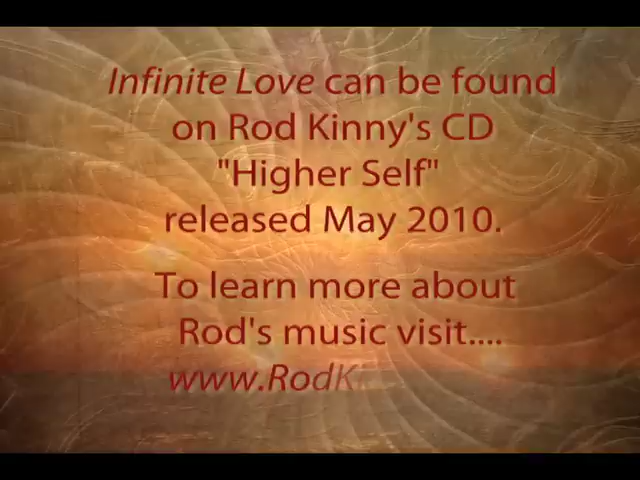 Infinite Love can be found
on Rod Kinny's CD
"Higher Self"
released May 2010.
To learn more about
Rod's music visit....
www.RodKi